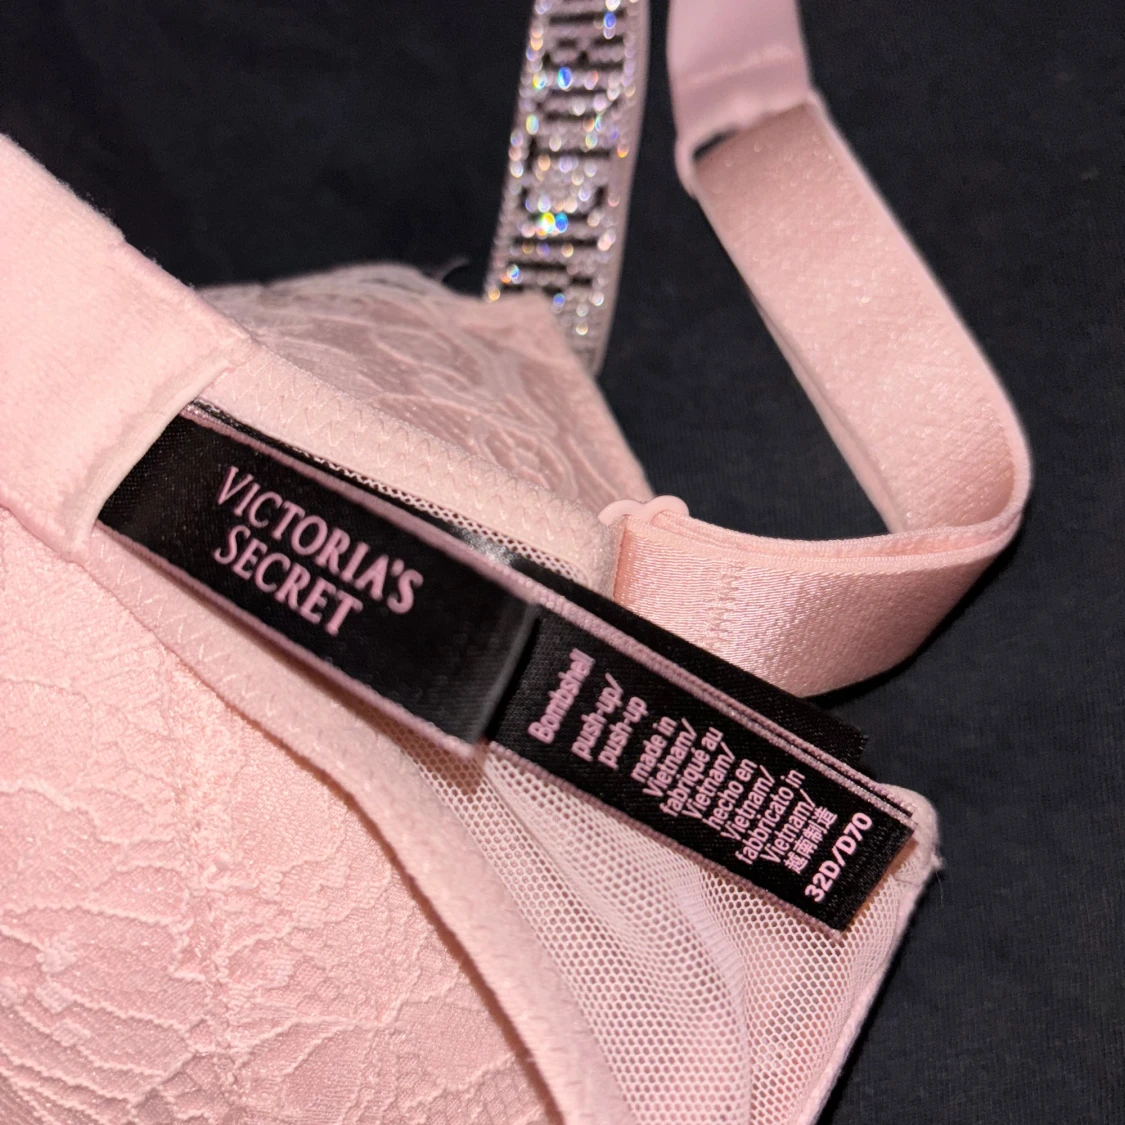 VICTORIA'S
SECRET
Bombshell
push-up/
push-up
made in
Vietnam/
fabriqué au
Vietnam/
hecho en
Vietnam/
fabbricato in
Vietnam/
越南制造
32D/D70